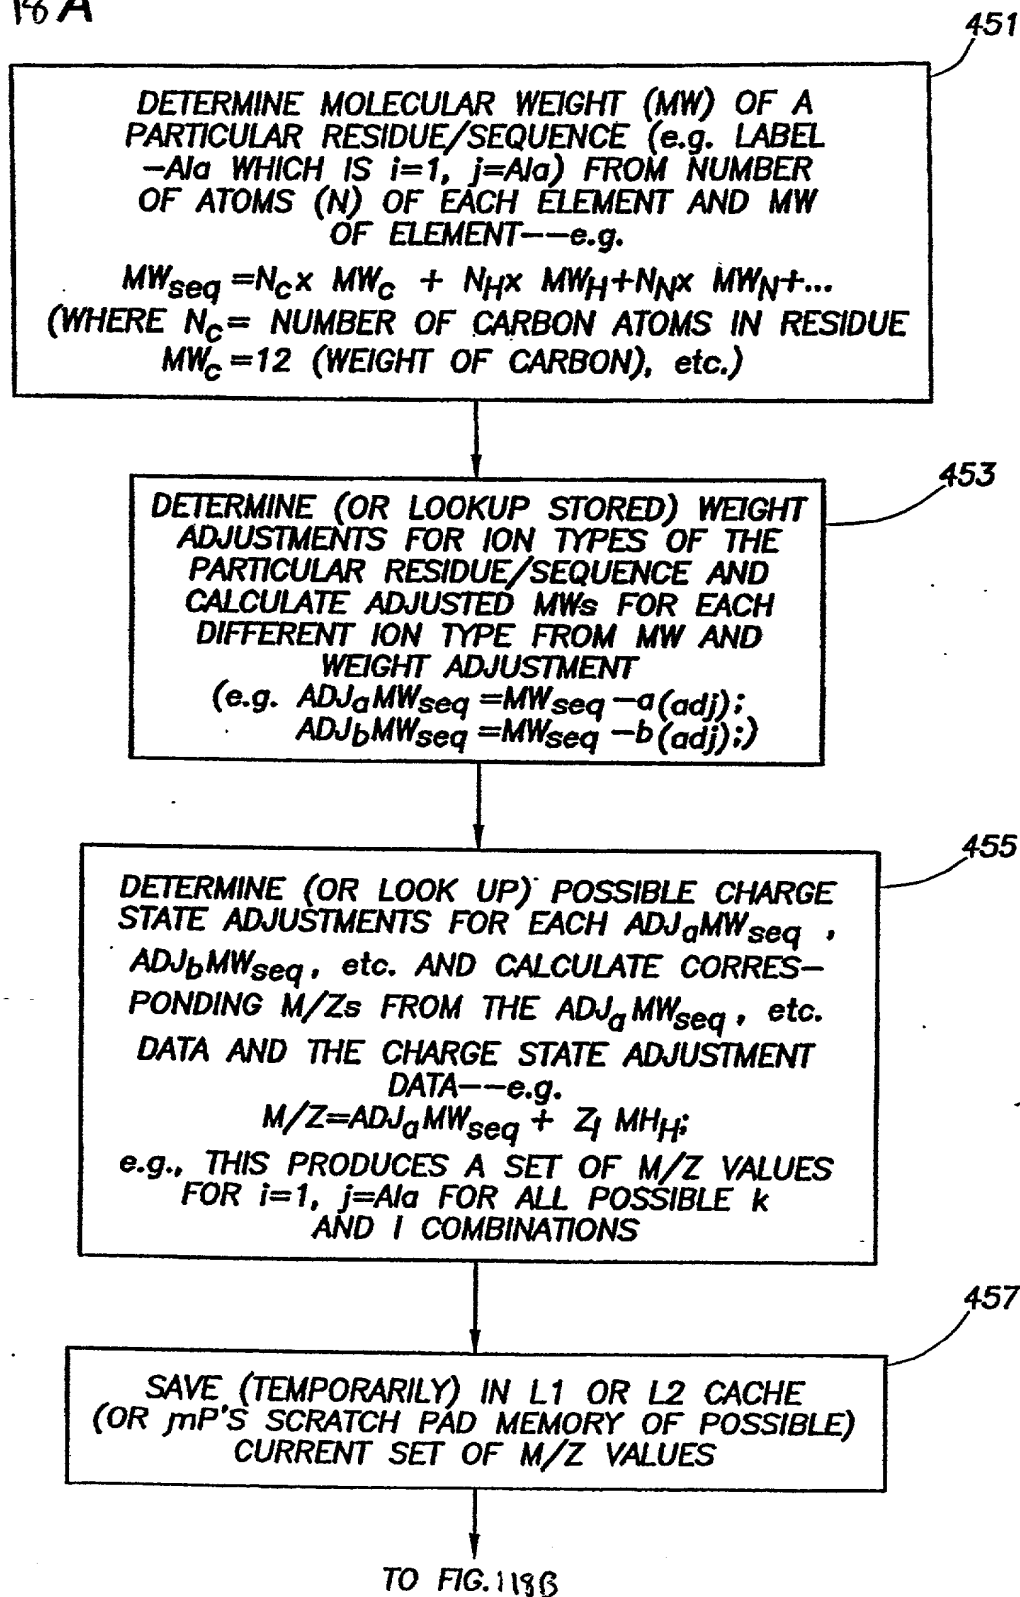 18A
451
DETERMINE MOLECULAR WEIGHT (MW) OF A
PARTICULAR RESIDUE/SEQUENCE (e.g. LABEL
-Ala WHICH IS i=1, j=Ala) FROM NUMBER
OF ATOMS (N) OF EACH ELEMENT AND MW
OF ELEMENT--e.g.
MWseq =Ncx MWc + NHx MWH+NNx MWN+...
(WHERE Nc= NUMBER OF CARBON ATOMS IN RESIDUE
MWc=12 (WEIGHT OF CARBON), etc.)
453
DETERMINE (OR LOOKUP STORED) WEIGHT
ADJUSTMENTS FOR ION TYPES OF THE
PARTICULAR RESIDUE/SEQUENCE AND
CALCULATE ADJUSTED MWs FOR EACH
DIFFERENT ION TYPE FROM MW AND
WEIGHT ADJUSTMENT
(e.g. ADJaMWseq =MWseq -a(adj);
ADJbMWseq =MWseq -b(adj);)
455
DETERMINE (OR LOOK UP) POSSIBLE CHARGE
STATE ADJUSTMENTS FOR EACH ADJaMWseq ,
ADJbMWseq, etc. AND CALCULATE CORRES-
PONDING M/Zs FROM THE ADJaMWseq, etc.
DATA AND THE CHARGE STATE ADJUSTMENT
DATA--e.g.
M/Z=ADJaMWseq + Zl MHH;
e.g., THIS PRODUCES A SET OF M/Z VALUES
FOR i=1, j=Ala FOR ALL POSSIBLE k
AND l COMBINATIONS
457
SAVE (TEMPORARILY) IN L1 OR L2 CACHE
(OR mP'S SCRATCH PAD MEMORY OF POSSIBLE)
CURRENT SET OF M/Z VALUES
TO FIG. 118B